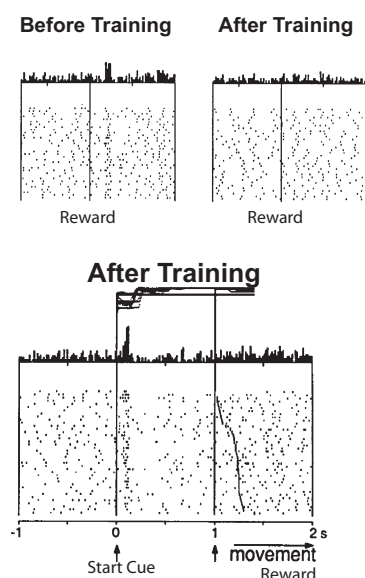 Before Training After Training
Reward Reward
After Training
-1 0 1 2 s
Start Cue movement
Reward